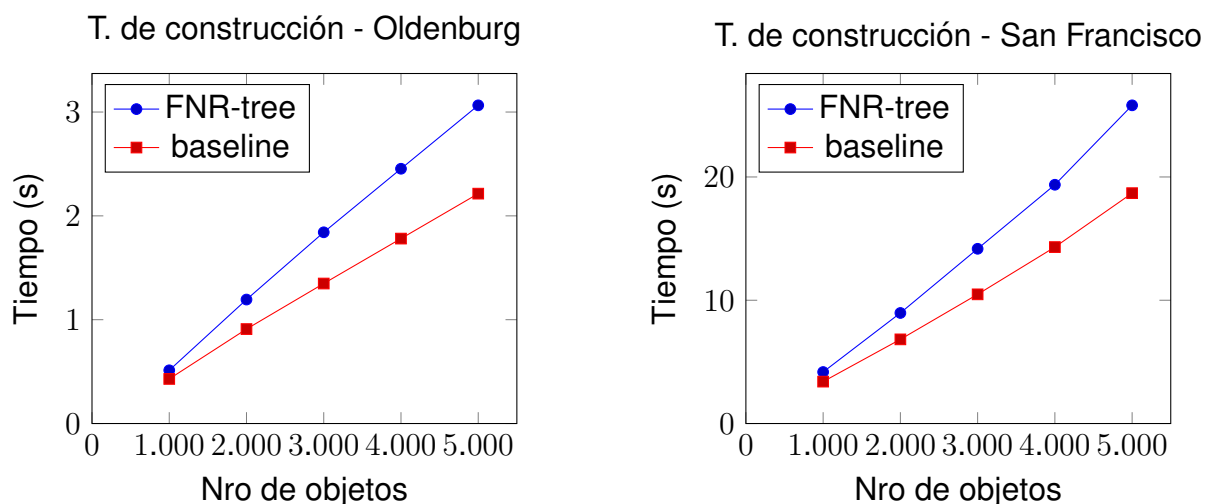 T. de construcción - Oldenburg
FNR-tree
baseline
Tiempo (s)
3
2
1
0
0 1.000 2.000 3.000 4.000 5.000
Nro de objetos
T. de construcción - San Francisco
FNR-tree
baseline
Tiempo (s)
20
10
0
0 1.000 2.000 3.000 4.000 5.000
Nro de objetos